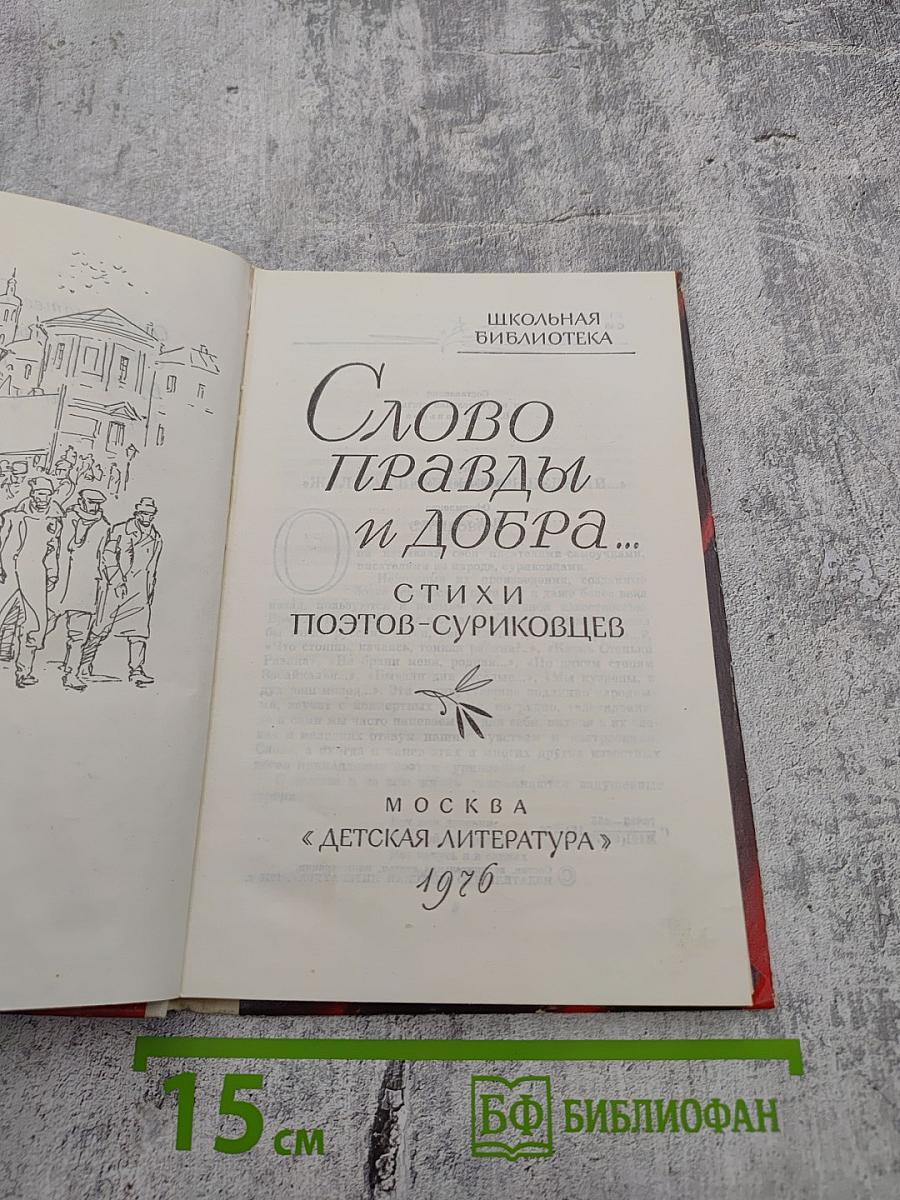 ШКОЛЬНАЯ
БИБЛИОТЕКА
Слово
правды
и добра...
СТИХИ
ПОЭТОВ-СУРИКОВЦЕВ
МОСКВА
«ДЕТСКАЯ ЛИТЕРАТУРА»
1976
15 см
БФ БИБЛИОФАН